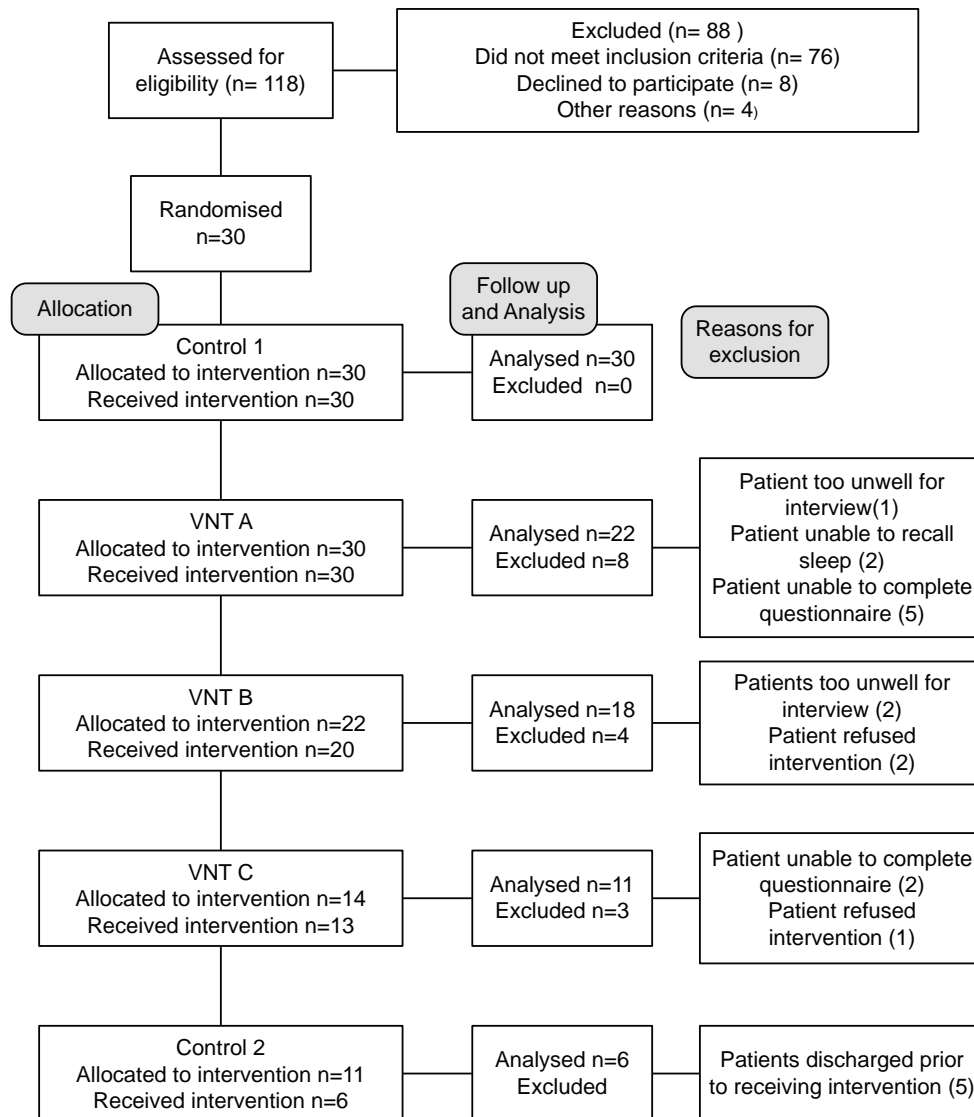 Assessed for
eligibility (n= 118)
Excluded (n= 88 )
Did not meet inclusion criteria (n= 76)
Declined to participate (n= 8)
Other reasons (n= 4)
Randomised
n=30
Allocation
Follow up
and Analysis
Reasons for
exclusion
Control 1
Allocated to intervention n=30
Received intervention n=30
Analysed n=30
Excluded n=0
VNT A
Allocated to intervention n=30
Received intervention n=30
Analysed n=22
Excluded n=8
Patient too unwell for
interview(1)
Patient unable to recall
sleep (2)
Patient unable to complete
questionnaire (5)
VNT B
Allocated to intervention n=22
Received intervention n=20
Analysed n=18
Excluded n=4
Patients too unwell for
interview (2)
Patient refused
intervention (2)
VNT C
Allocated to intervention n=14
Received intervention n=13
Analysed n=11
Excluded n=3
Patient unable to complete
questionnaire (2)
Patient refused
intervention (1)
Control 2
Allocated to intervention n=11
Received intervention n=6
Analysed n=6
Excluded
Patients discharged prior
to receiving intervention (5)